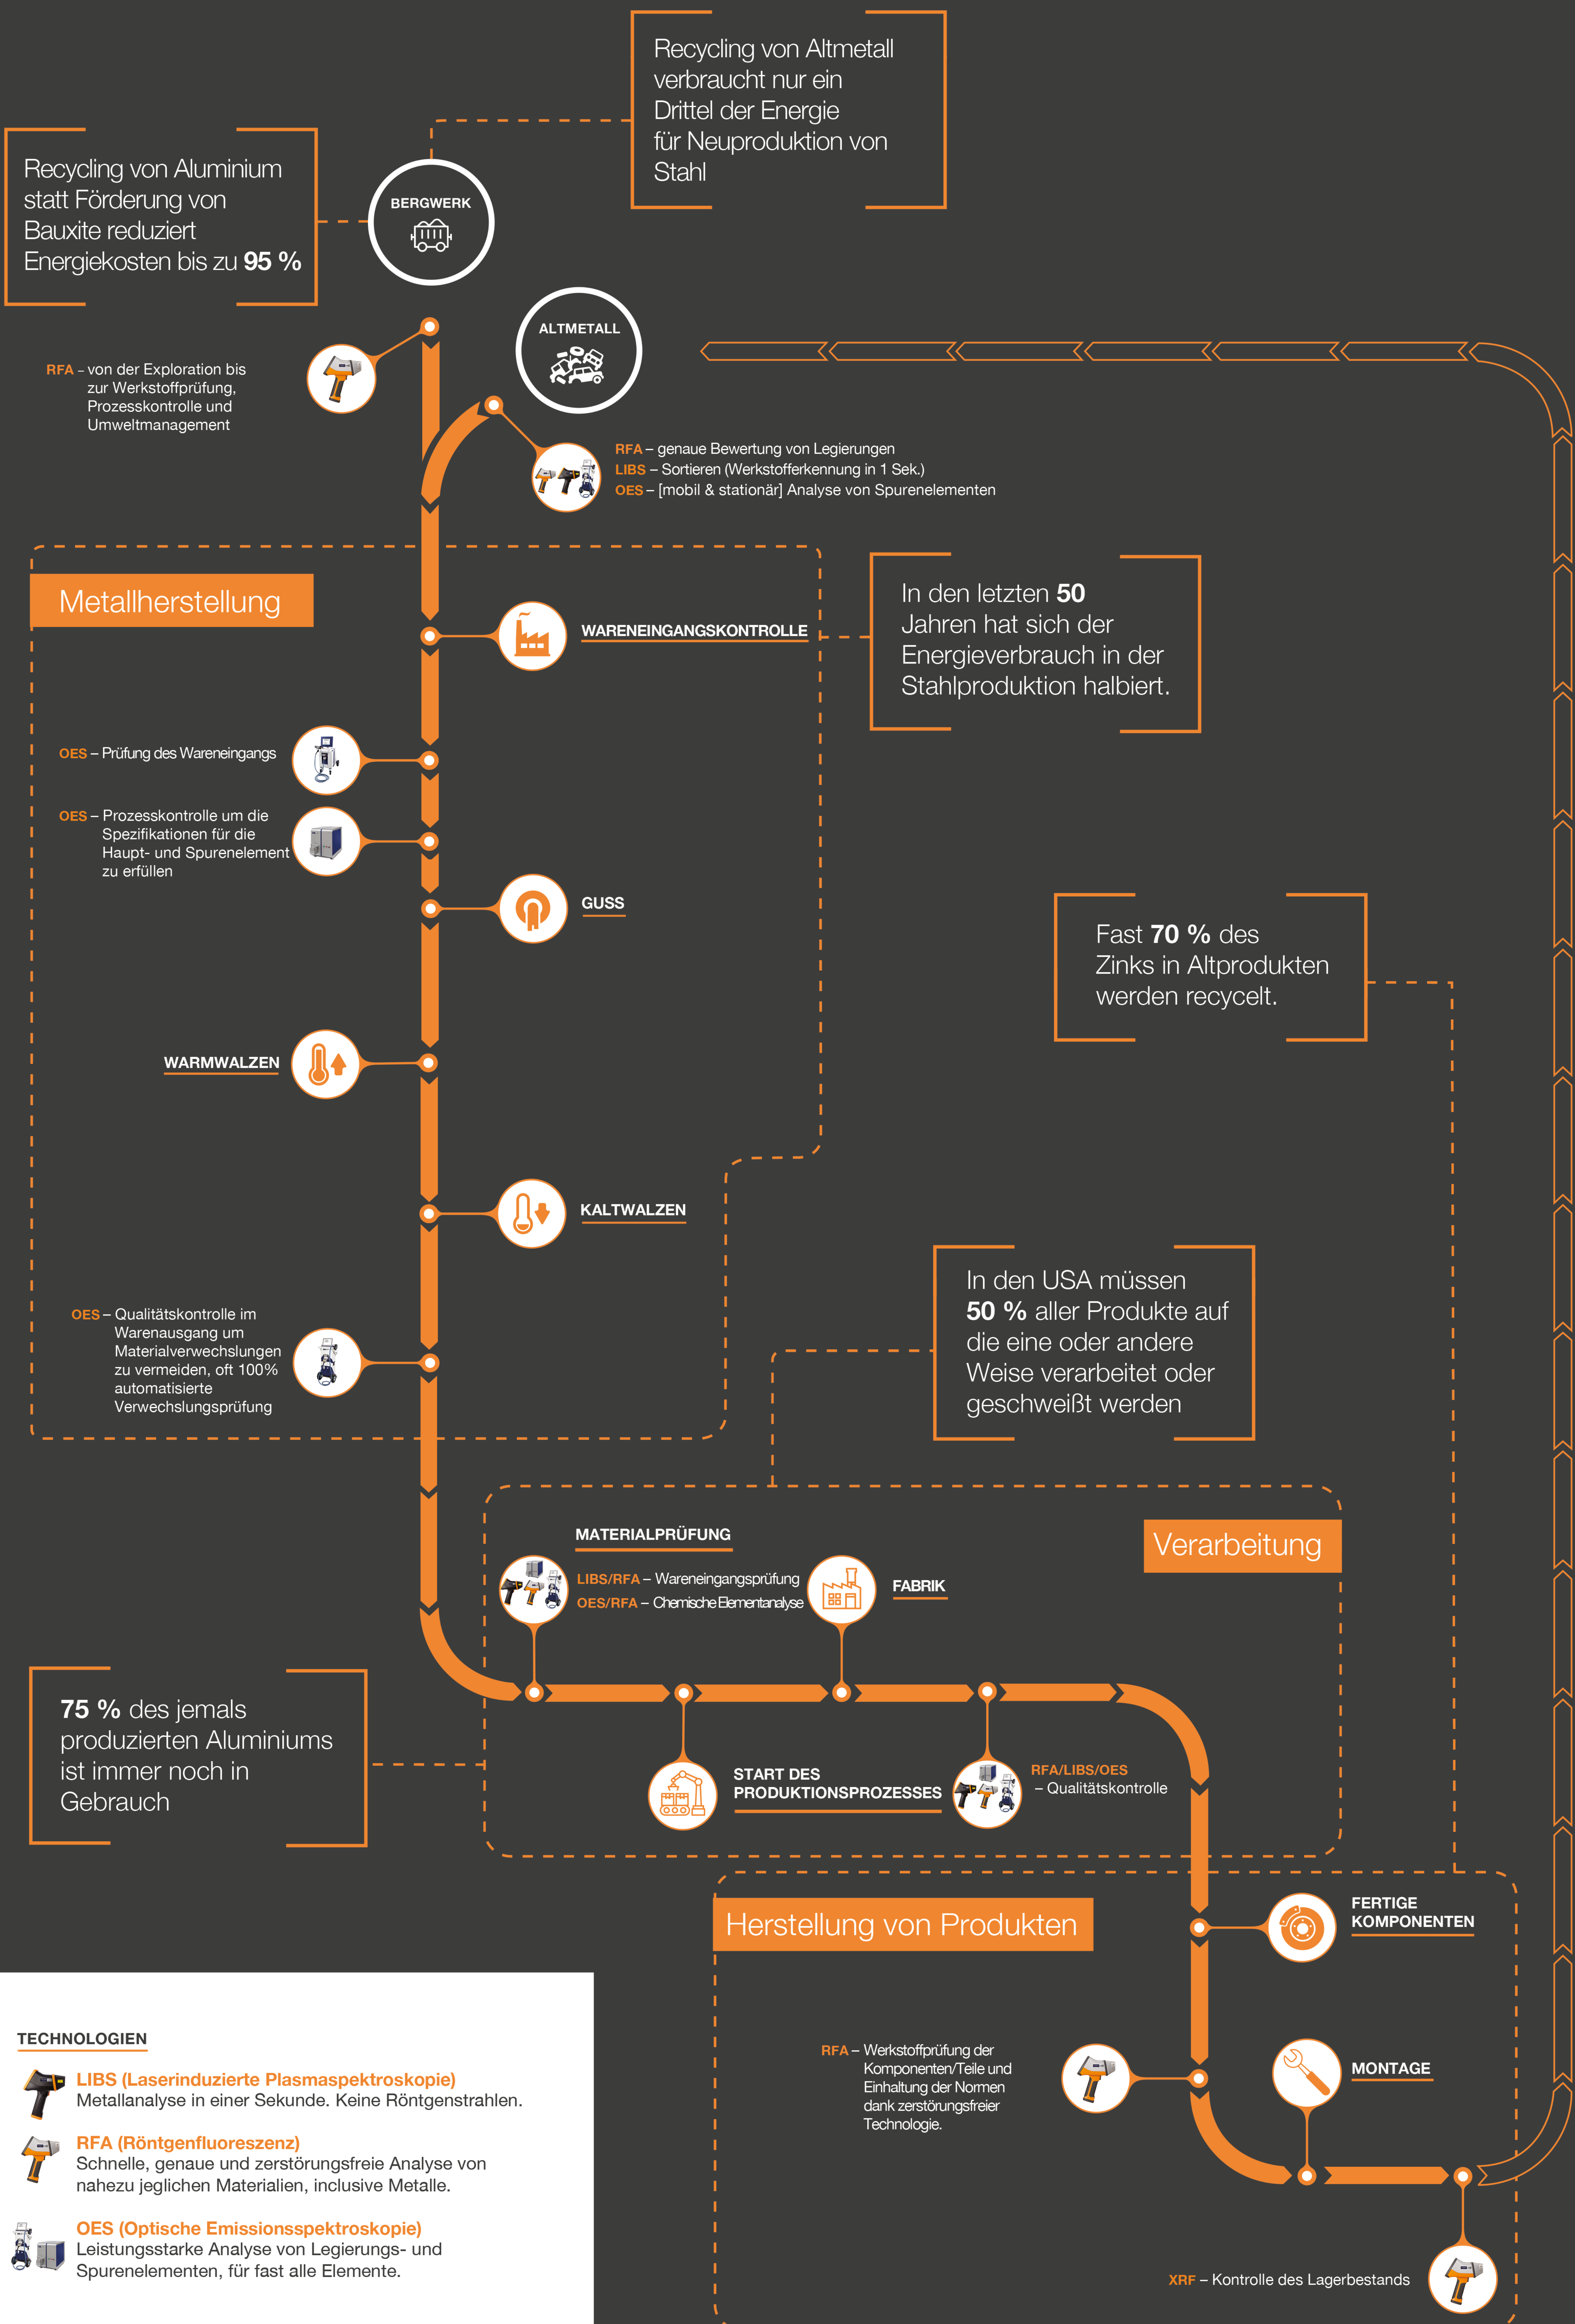 Recycling von Altmetall
verbraucht nur ein
Drittel der Energie
für Neuproduktion von
Stahl
Recycling von Aluminium
statt Förderung von
Bauxite reduziert
Energiekosten bis zu 95 %
BERGWERK
ALTMETALL
RFA – von der Exploration bis
zur Werkstoffprüfung,
Prozesskontrolle und
Umweltmanagement
RFA – genaue Bewertung von Legierungen
LIBS – Sortieren (Werkstofferkennung in 1 Sek.)
OES – [mobil & stationär] Analyse von Spurenelementen
Metallherstellung
WARENEINGANGSKONTROLLE
In den letzten 50
Jahren hat sich der
Energieverbrauch in der
Stahlproduktion halbiert.
OES – Prüfung des Wareneingangs
OES – Prozesskontrolle um die
Spezifikationen für die
Haupt- und Spurenelement
zu erfüllen
GUSS
Fast 70 % des
Zinks in Altprodukten
werden recycelt.
WARMWALZEN
KALTWALZEN
In den USA müssen
50 % aller Produkte auf
die eine oder andere
Weise verarbeitet oder
geschweißt werden
OES – Qualitätskontrolle im
Warenausgang um
Materialverwechslungen
zu vermeiden, oft 100%
automatisierte
Verwechslungsprüfung
MATERIALPRÜFUNG
LIBS/RFA – Wareneingangsprüfung
OES/RFA – Chemische Elementanalyse
FABRIK
Verarbeitung
75 % des jemals
produzierten Aluminiums
ist immer noch in
Gebrauch
START DES
PRODUKTIONSPROZESSES
RFA/LIBS/OES
– Qualitätskontrolle
Herstellung von Produkten
FERTIGE
KOMPONENTEN
RFA – Werkstoffprüfung der
Komponenten/Teile und
Einhaltung der Normen
dank zerstörungsfreier
Technologie.
MONTAGE
XRF – Kontrolle des Lagerbestands
TECHNOLOGIEN
LIBS (Laserinduzierte Plasmaspektroskopie)
Metallanalyse in einer Sekunde. Keine Röntgenstrahlen.
RFA (Röntgenfluoreszenz)
Schnelle, genaue und zerstörungsfreie Analyse von
nahezu jeglichen Materialien, inclusive Metalle.
OES (Optische Emissionsspektroskopie)
Leistungsstarke Analyse von Legierungs- und
Spurenelementen, für fast alle Elemente.